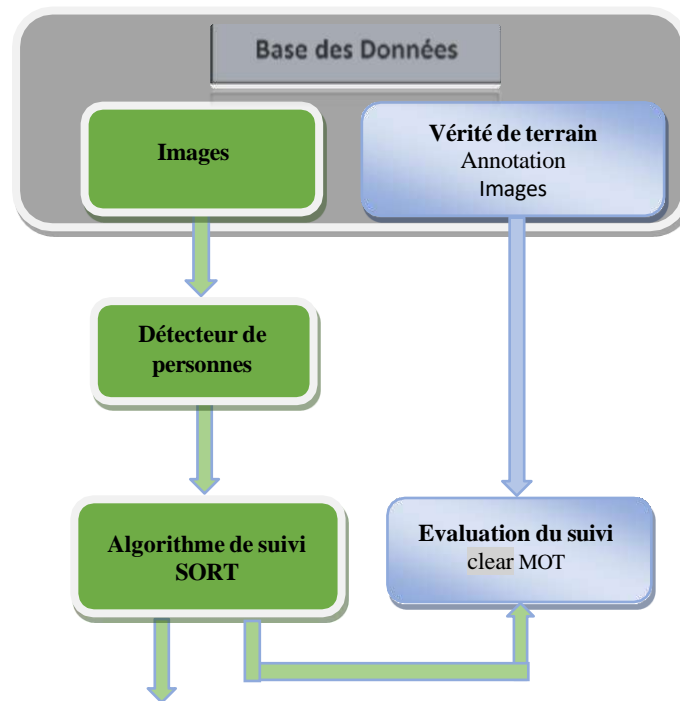 Base des Données
Images
Vérité de terrain
Annotation
Images
Détecteur de
personnes
Algorithme de suivi
SORT
Evaluation du suivi
clear MOT